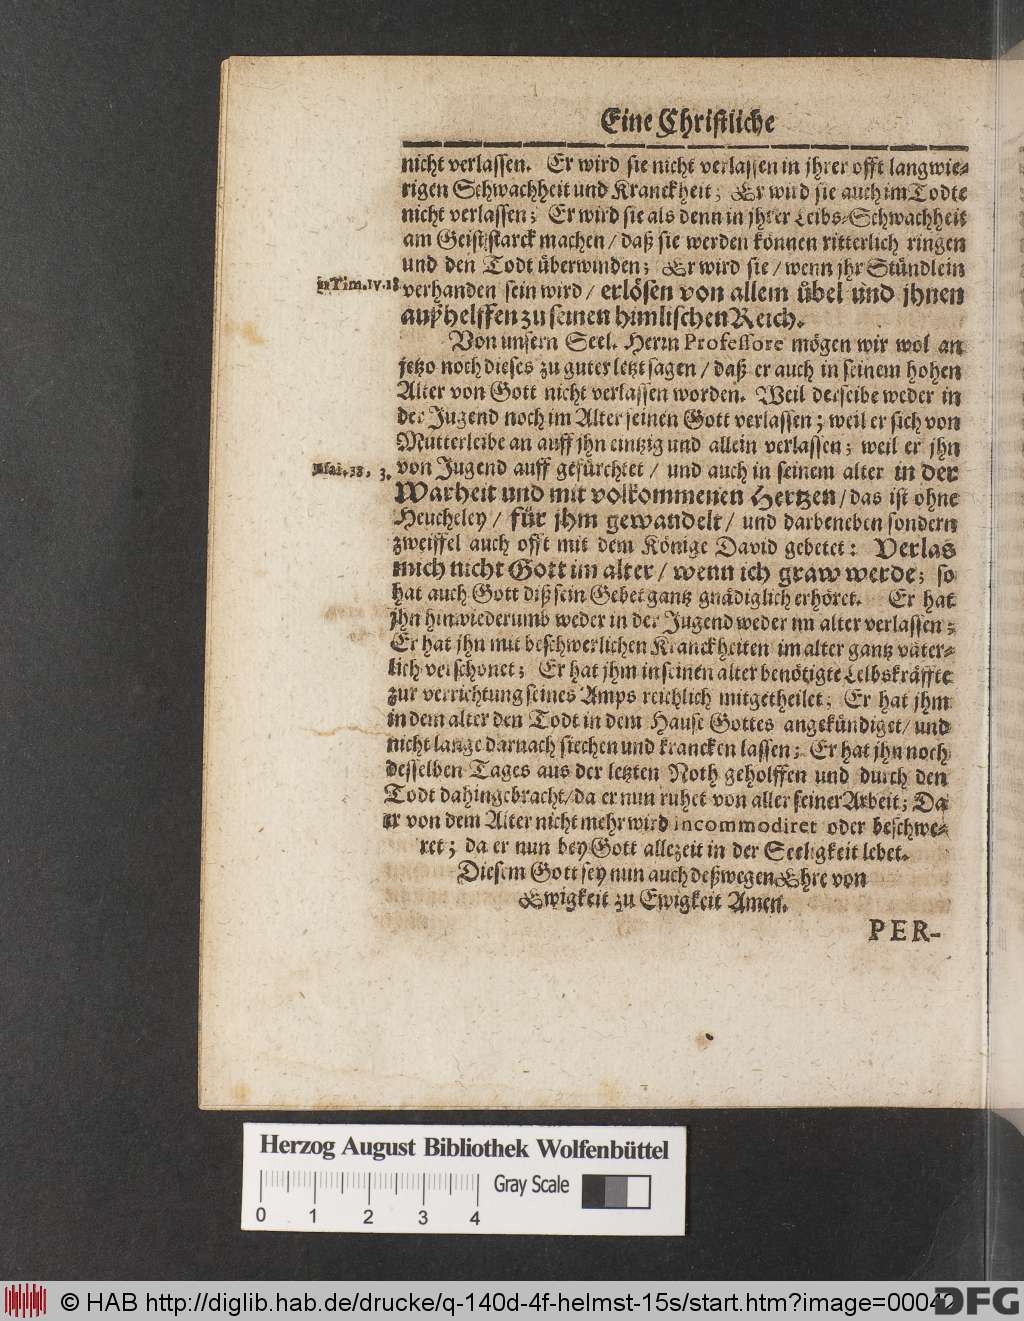 Eine Christliche
nicht verlassen. Er wird sie nicht verlassen in jhrer offt langwie-
rigen Schwachheit und Kranckheit; Er wird sie auch im Todte
nicht verlassen; Er wird sie als denn in jhrer Leibs-Schwachheit
am Geist starck machen / daß sie werden können ritterlich ringen
und den Todt überwinden; Er wird sie / wenn jhr Stündlein
Tim. IV. 18
verhanden sein wird / erlösen von allem übel und jhnen
außhelffen zu seinen himlischen Reich.
Von unsern Seel. Herrn Professore mögen wir wol an
jetzo noch dieses zu guter letzt sagen / daß er auch in seinem hohen
Alter von Gott nicht verlassen worden. Weil derselbe weder in
der Jugend noch im Alter seinen Gott verlassen; weil er sich von
Mutterleibe an auff jhn eintzig und allein verlassen; weil er jhn
Esai. 38, 3.
von Jugend auff gefürchtet / und auch in seinem alter in der
Warheit und mit volkommenen Hertzen / das ist ohne
Heucheley / für jhm gewandelt / und darbeneben sondern
zweiffel auch offt mit dem Könige David gebetet: Verlas
mich nicht Gott im alter / wenn ich graw werde; so
hat auch Gott diß sein Gebet gantz gnädiglich erhöret. Er hat
jhn hinwiederumb weder in der Jugend weder im alter verlassen;
Er hat jhn mit beschwerlichen Kranckheiten im alter gantz väter-
lich verschonet; Er hat jhm in seinen alter benötigte Leibskräffte
zur verrichtung seines Amps reichlich mitgetheilet; Er hat jhm
in dem alter den Todt in dem Hause Gottes angekündiget / und
nicht lange darnach siechen und krancken lassen; Er hat jhn noch
desselben Tages aus der letzten Noth geholffen und durch den
Todt dahingebracht / da er nun ruhet von aller seiner Arbeit; Da
er von dem Alter nicht mehr wird incommodiret oder beschwe-
ret; da er nun bey Gott allezeit in der Seeligkeit lebet.
Diesem Gott sey nun auch deßwegen Ehre von
Ewigkeit zu Ewigkeit Amen.
PER-
Herzog August Bibliothek Wolfenbüttel
Gray Scale
0 1 2 3 4
© HAB http://diglib.hab.de/drucke/q-140d-4f-helmst-15s/start.htm?image=00042
DFG